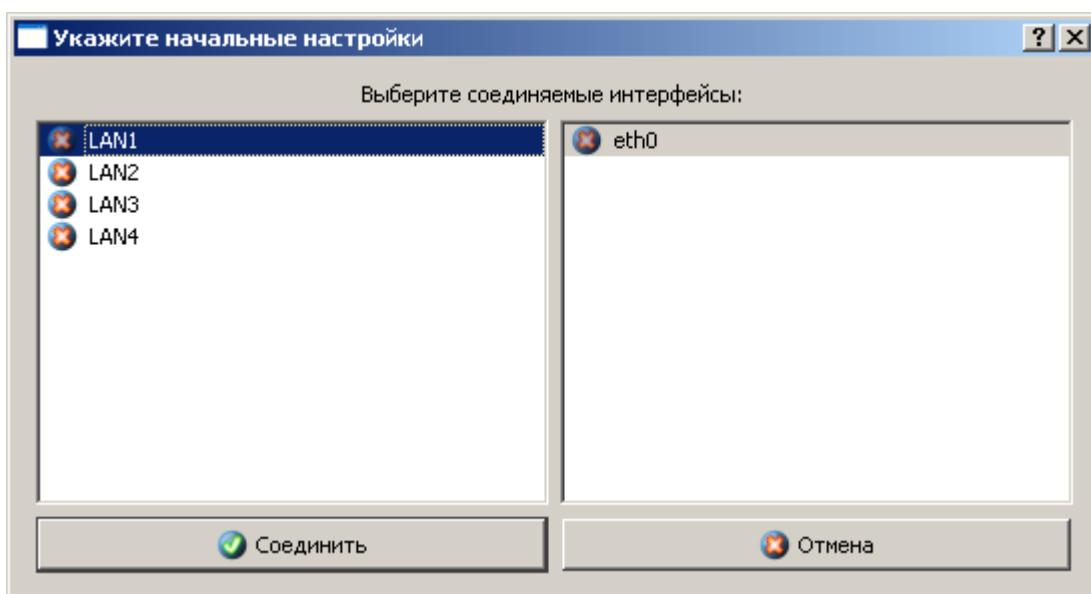 Укажите начальные настройки
Выберите соединяемые интерфейсы:
LAN1
LAN2
LAN3
LAN4
eth0
Соединить
Отмена